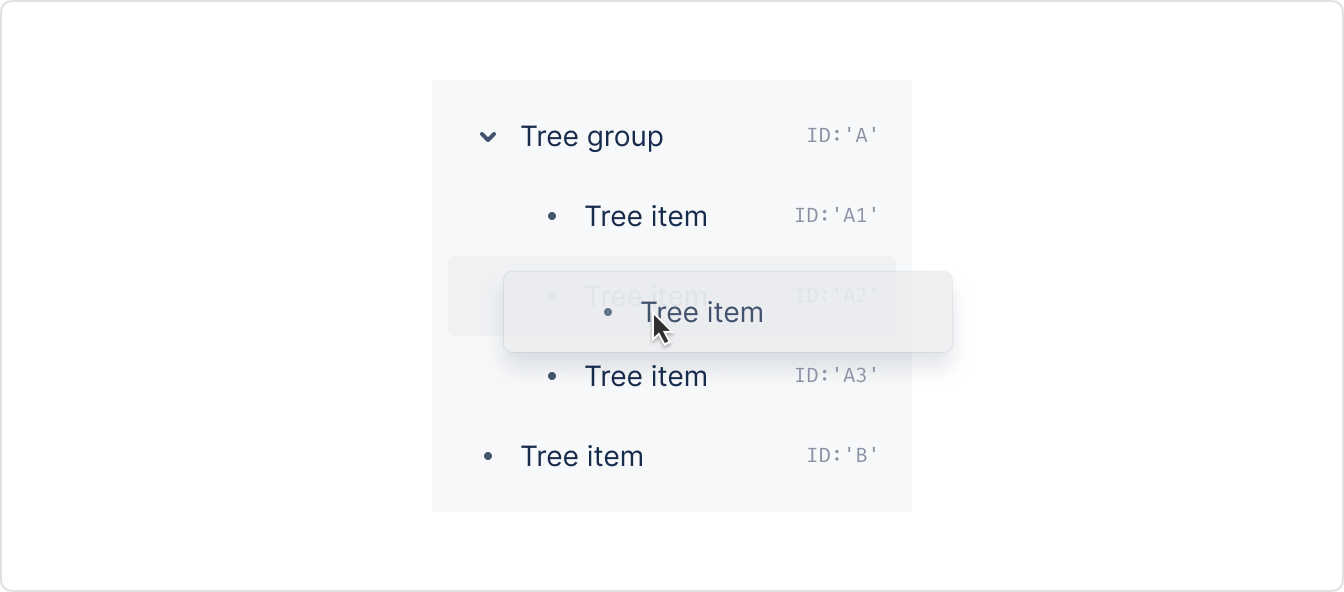 Tree group ID:'A'
Tree item ID:'A1'
Tree item ID:'A2'
Tree item
Tree item ID:'A3'
Tree item ID:'B'